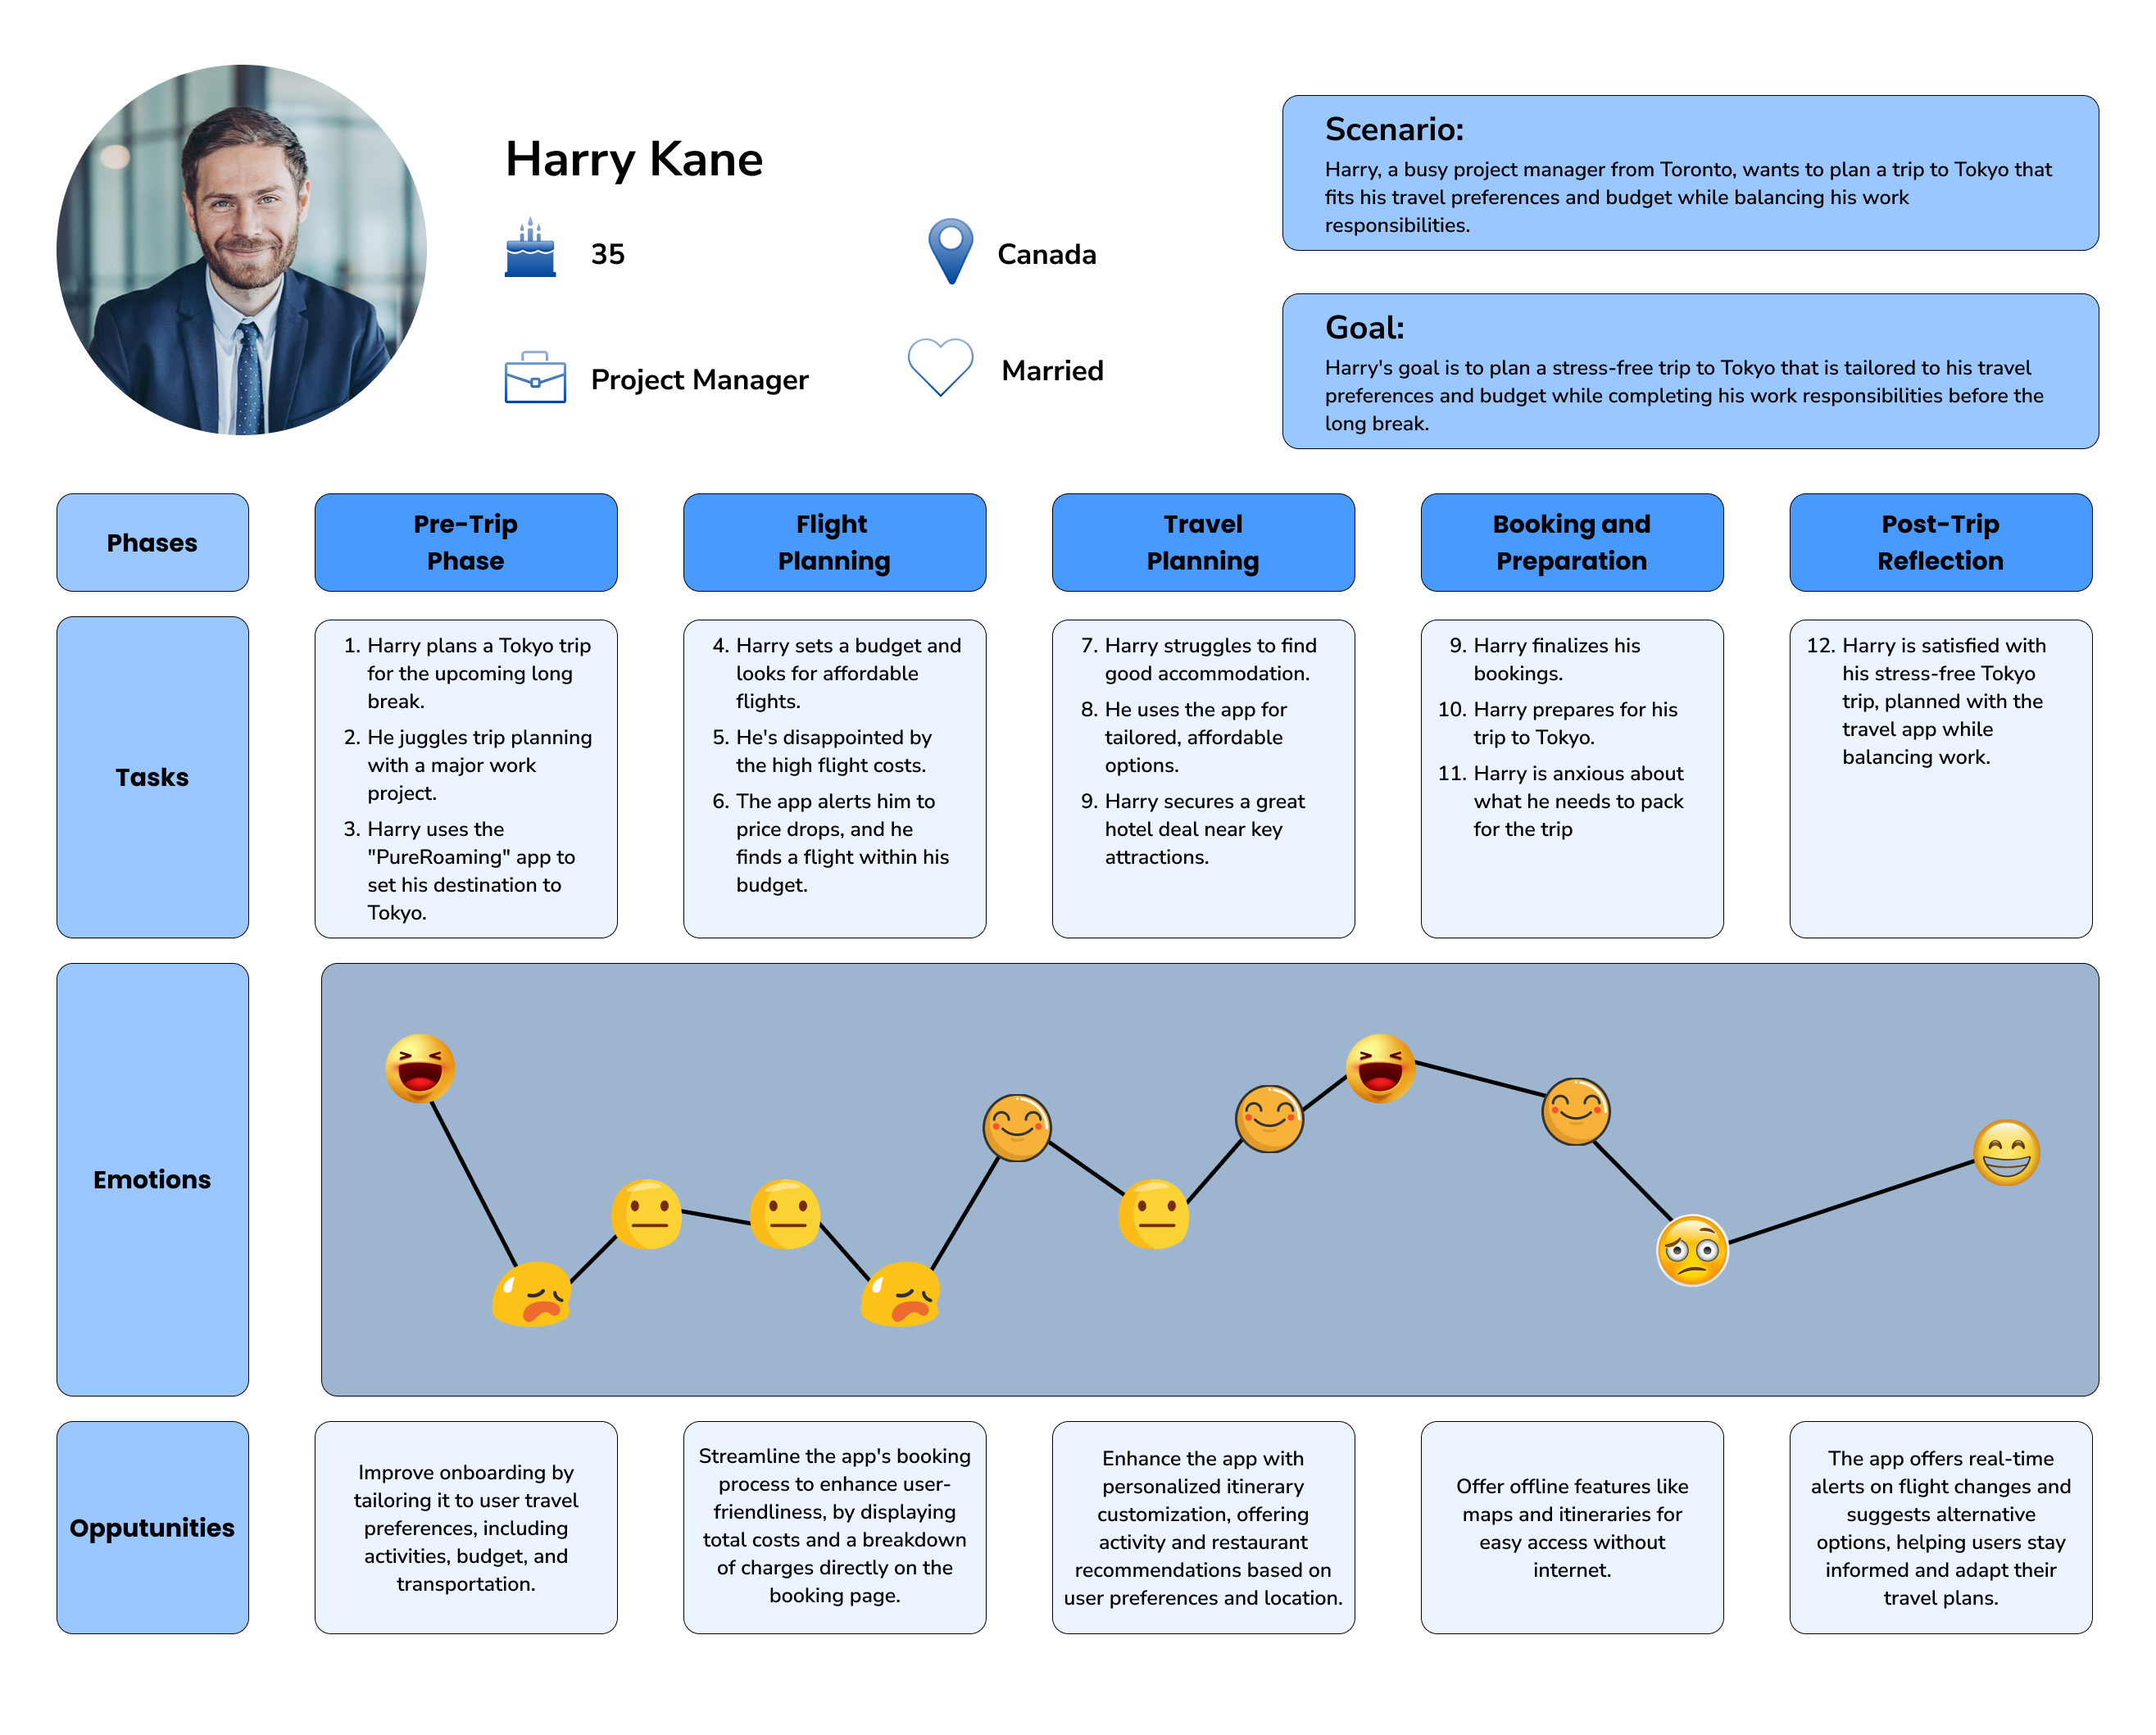 Harry Kane
35
Canada
Project Manager
Married
Scenario:
Harry, a busy project manager from Toronto, wants to plan a trip to Tokyo that
fits his travel preferences and budget while balancing his work
responsibilities.
Goal:
Harry's goal is to plan a stress-free trip to Tokyo that is tailored to his travel
preferences and budget while completing his work responsibilities before the
long break.
Phases
Pre-Trip
Phase
Flight
Planning
Travel
Planning
Booking and
Preparation
Post-Trip
Reflection
Tasks
1. Harry plans a Tokyo trip
for the upcoming long
break.
2. He juggles trip planning
with a major work
project.
3. Harry uses the
"PureRoaming" app to
set his destination to
Tokyo.
4. Harry sets a budget and
looks for affordable
flights.
5. He's disappointed by
the high flight costs.
6. The app alerts him to
price drops, and he
finds a flight within his
budget.
7. Harry struggles to find
good accommodation.
8. He uses the app for
tailored, affordable
options.
9. Harry secures a great
hotel deal near key
attractions.
9. Harry finalizes his
bookings.
10. Harry prepares for his
trip to Tokyo.
11. Harry is anxious about
what he needs to pack
for the trip
12. Harry is satisfied with
his stress-free Tokyo
trip, planned with the
travel app while
balancing work.
Emotions
Opputunities
Improve onboarding by
tailoring it to user travel
preferences, including
activities, budget, and
transportation.
Streamline the app's booking
process to enhance user-
friendliness, by displaying
total costs and a breakdown
of charges directly on the
booking page.
Enhance the app with
personalized itinerary
customization, offering
activity and restaurant
recommendations based on
user preferences and location.
Offer offline features like
maps and itineraries for
easy access without
internet.
The app offers real-time
alerts on flight changes and
suggests alternative
options, helping users stay
informed and adapt their
travel plans.